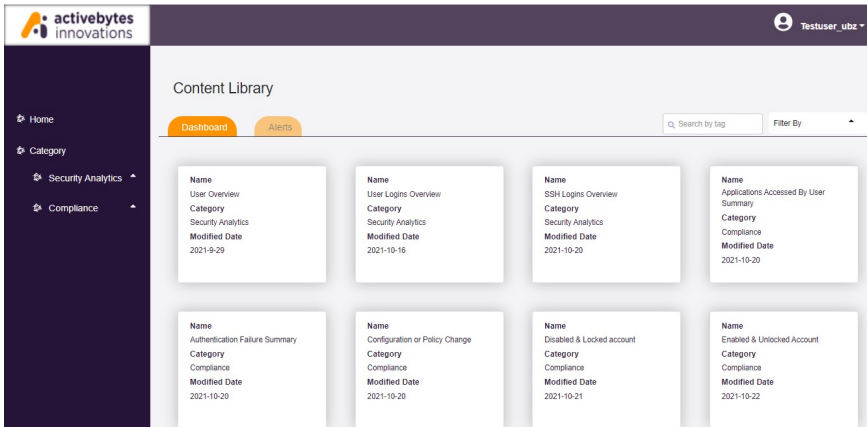 activebytes
innovations
Testuser_ubz
Content Library
Home
Dashboard
Alerts
Search by tag
Filter By
Category
Security Analytics
Compliance
Name
User Overview
Category
Security Analytics
Modified Date
2021-9-29
Name
User Logins Overview
Category
Security Analytics
Modified Date
2021-10-16
Name
SSH Logins Overview
Category
Security Analytics
Modified Date
2021-10-20
Name
Applications Accessed By User
Summary
Category
Compliance
Modified Date
2021-10-20
Name
Authentication Failure Summary
Category
Compliance
Modified Date
2021-10-20
Name
Configuration or Policy Change
Category
Compliance
Modified Date
2021-10-20
Name
Disabled & Locked account
Category
Compliance
Modified Date
2021-10-21
Name
Enabled & Unlocked Account
Category
Compliance
Modified Date
2021-10-22